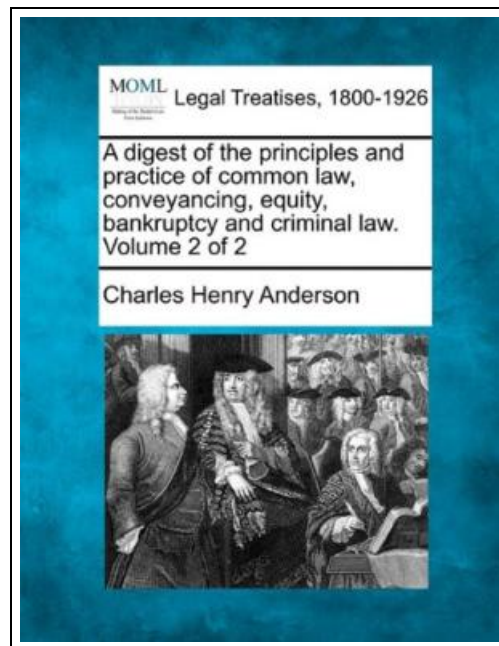 MOML
Legal Treatises, 1800-1926
A digest of the principles and
practice of common law,
conveyancing, equity,
bankruptcy and criminal law.
Volume 2 of 2
Charles Henry Anderson